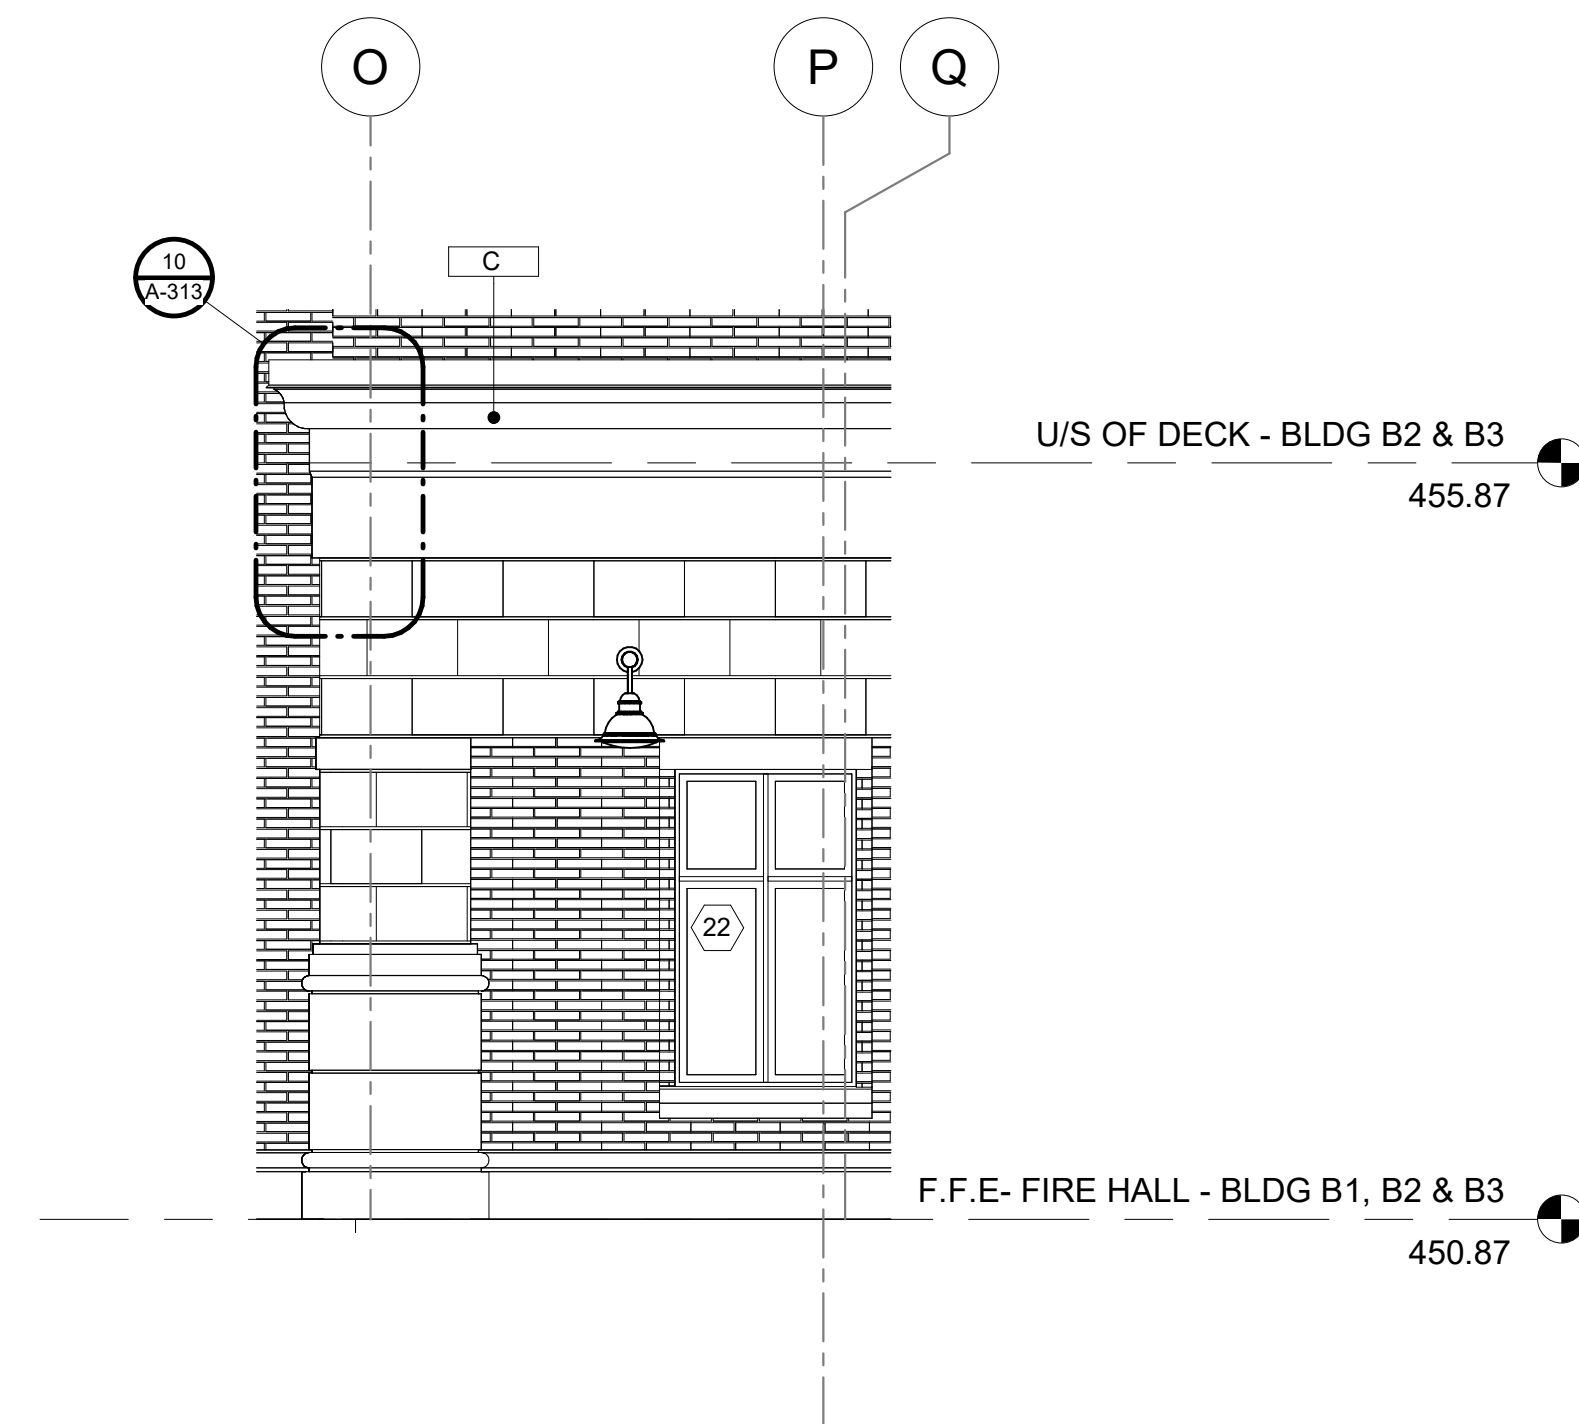 O
P
Q
10
A-313
C
U/S OF DECK - BLDG B2 & B3
455.87
22
F.F.E- FIRE HALL - BLDG B1, B2 & B3
450.87